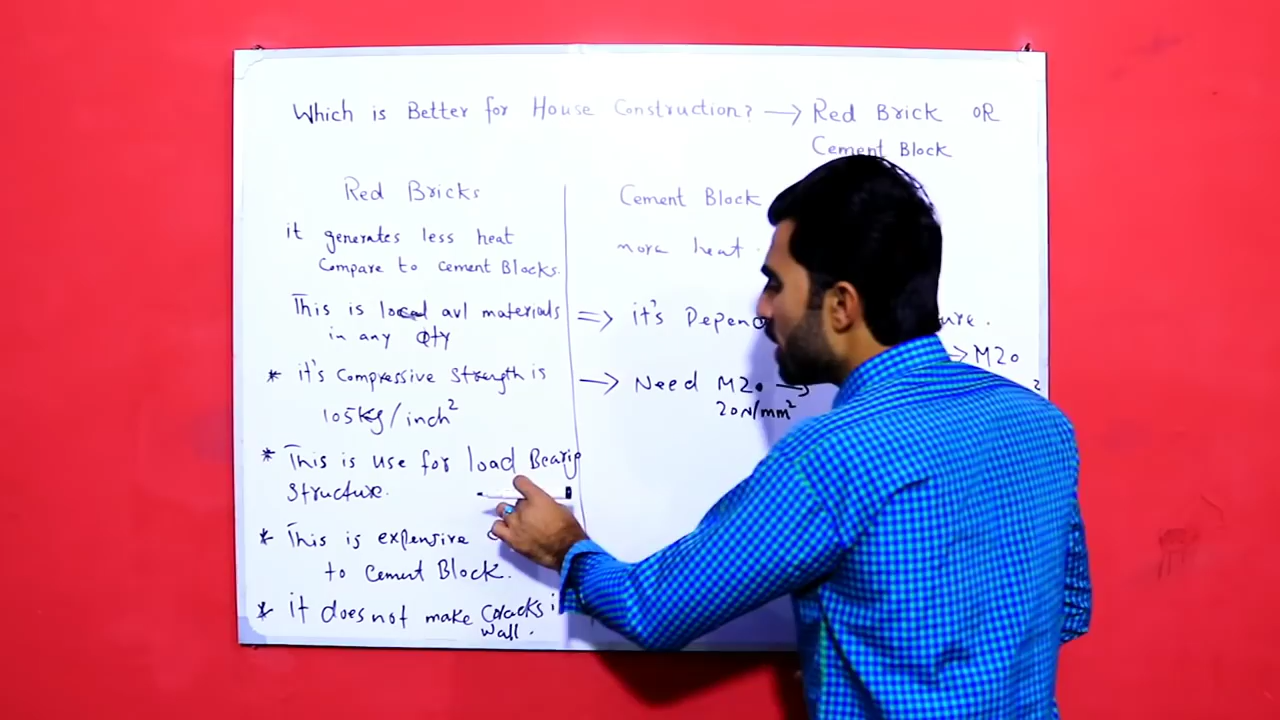 Which is Better for House Construction? → Red Brick OR
Cement Block
Red Bricks
it generates less heat
Compare to cement Blocks.
This is local avl materials
in any Qty
* it's Compressive Strength is
105Kg/inch²
* This is use for load Bearing
Structure.
* This is expensive
to Cement Block.
* it does not make Cracks
wall.
Cement Block
more heat.
⇒ it's
→ Need M20 →
20N/mm²
→ M20